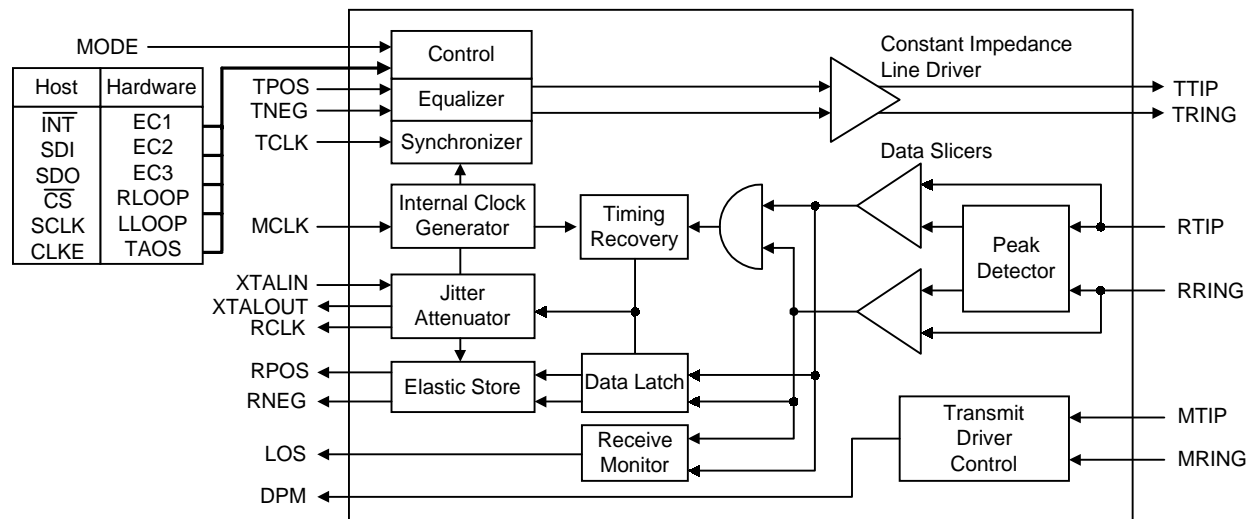 MODE
Host Hardware
INT EC1
SDI EC2
SDO EC3
CS RLOOP
SCLK LLOOP
CLKE TAOS
TPOS
TNEG
TCLK
MCLK
XTALIN
XTALOUT
RCLK
RPOS
RNEG
LOS
DPM
Control
Equalizer
Synchronizer
Internal Clock
Generator
Jitter
Attenuator
Elastic Store
Timing
Recovery
Data Latch
Receive
Monitor
Constant Impedance
Line Driver
Data Slicers
Peak
Detector
Transmit
Driver
Control
TTIP
TRING
RTIP
RRING
MTIP
MRING